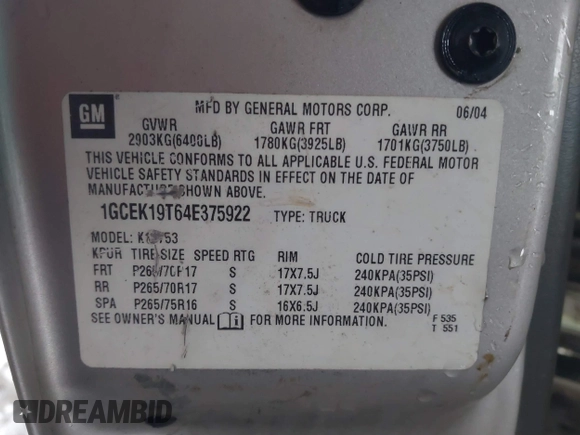 GM
MFD BY GENERAL MOTORS CORP. 06/04
GVWR GAWR FRT GAWR RR
2903KG(6400LB) 1780KG(3925LB) 1701KG(3750LB)
THIS VEHICLE CONFORMS TO ALL APPLICABLE U.S. FEDERAL MOTOR
VEHICLE SAFETY STANDARDS IN EFFECT ON THE DATE OF
MANUFACTURE SHOWN ABOVE.
1GCEK19T64E375922 TYPE: TRUCK
MODEL:
TIRE SIZE SPEED RTG RIM COLD TIRE PRESSURE
FRT P265/70R17 S 17X7.5J 240KPA(35PSI)
RR P265/70R17 S 17X7.5J 240KPA(35PSI)
SPA P265/75R16 S 16X6.5J 240KPA(35PSI)
SEE OWNER'S MANUAL FOR MORE INFORMATION.
F 535
T 551
DREAMBID